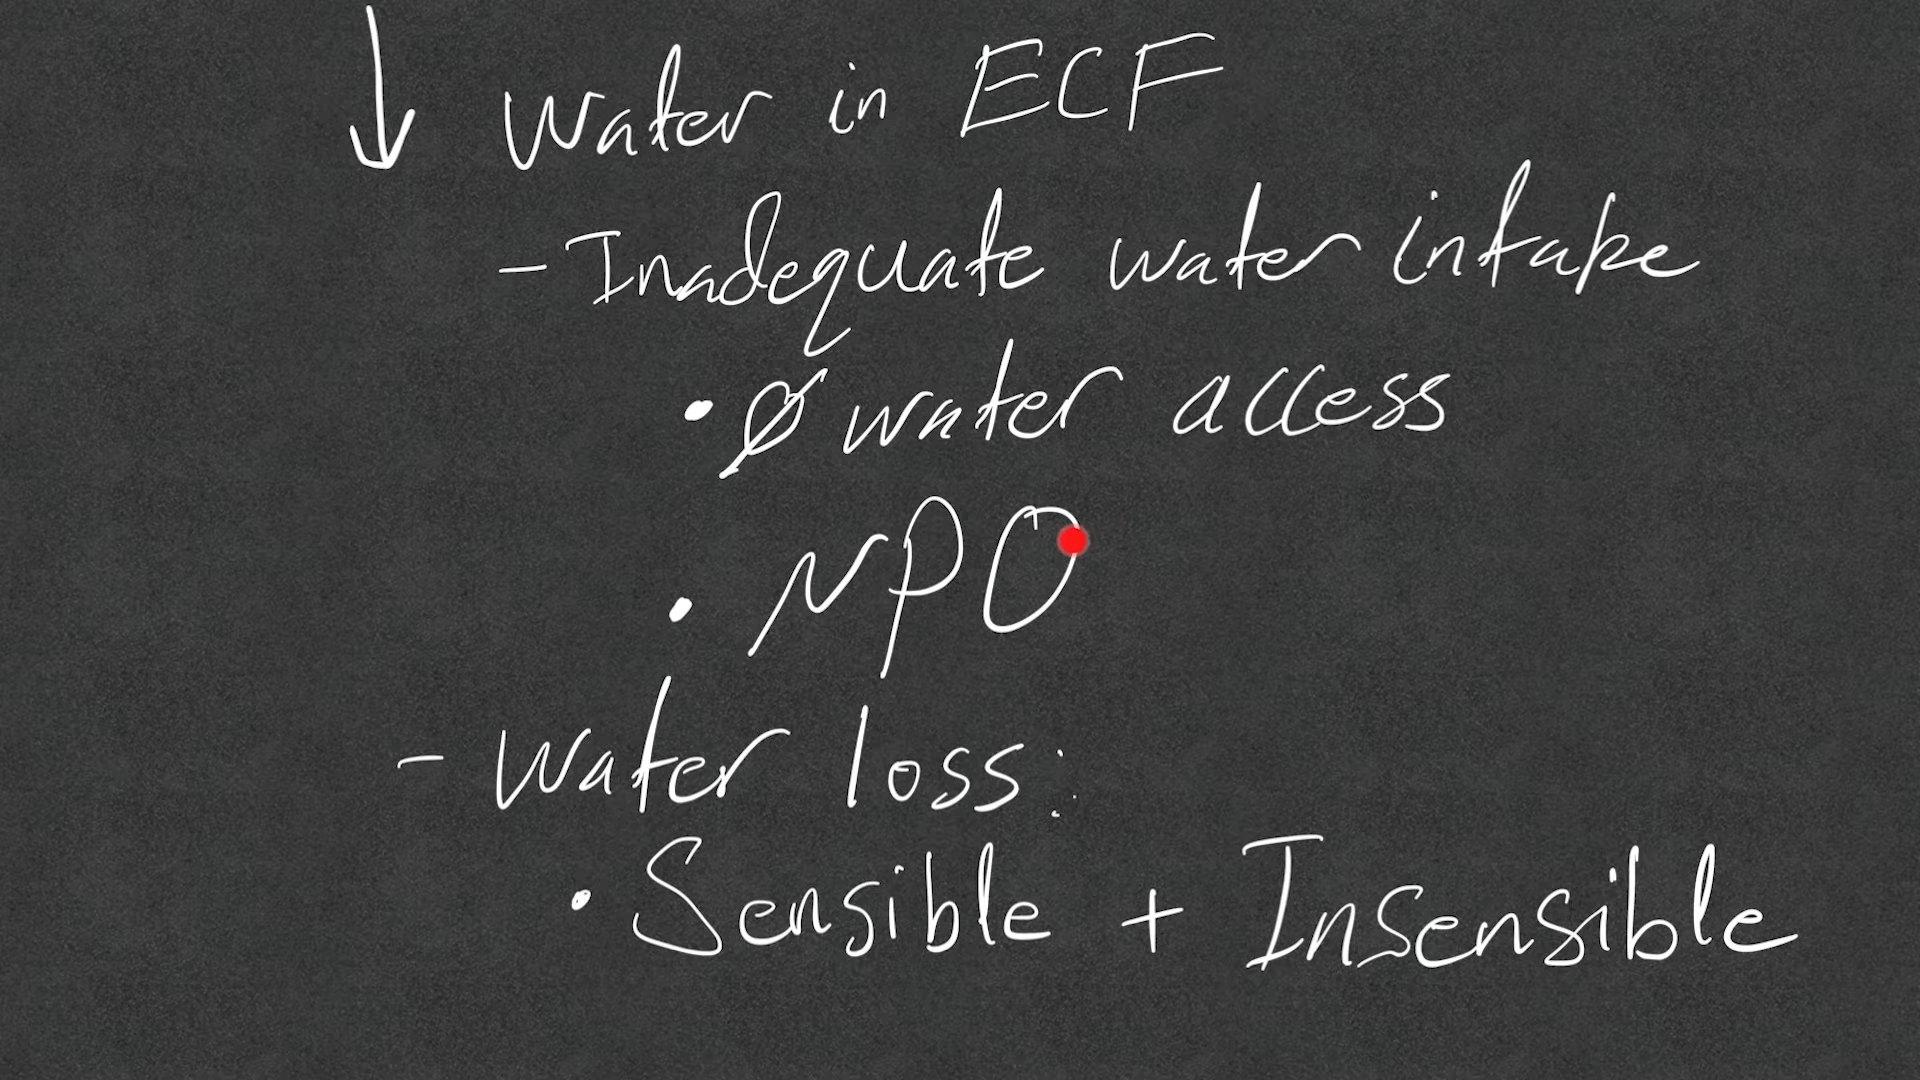 ↓ Water in ECF
- Inadequate water intake
• Ø water access
• NPO
- Water loss:
• Sensible + Insensible